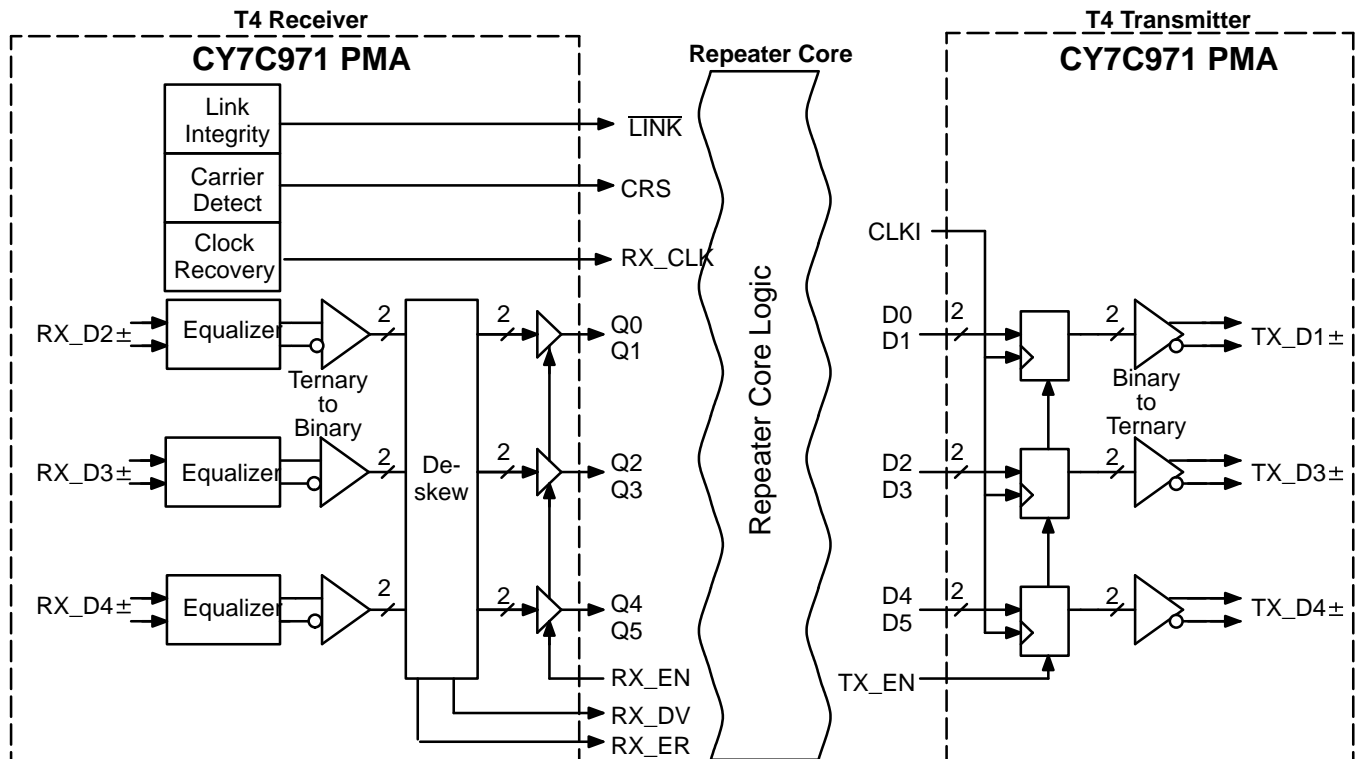 T4 Receiver
CY7C971 PMA
Link
Integrity
Carrier
Detect
Clock
Recovery
LINK
CRS
RX_CLK
RX_D2±
Equalizer
2
2
Q0
Q1
Ternary
to
Binary
RX_D3±
Equalizer
2
De-
skew
2
Q2
Q3
RX_D4±
Equalizer
2
2
Q4
Q5
RX_EN
RX_DV
RX_ER
Repeater Core
Repeater Core Logic
T4 Transmitter
CY7C971 PMA
CLKI
D0
D1
2
2
TX_D1±
Binary
to
Ternary
D2
D3
2
2
TX_D3±
D4
D5
2
2
TX_D4±
TX_EN